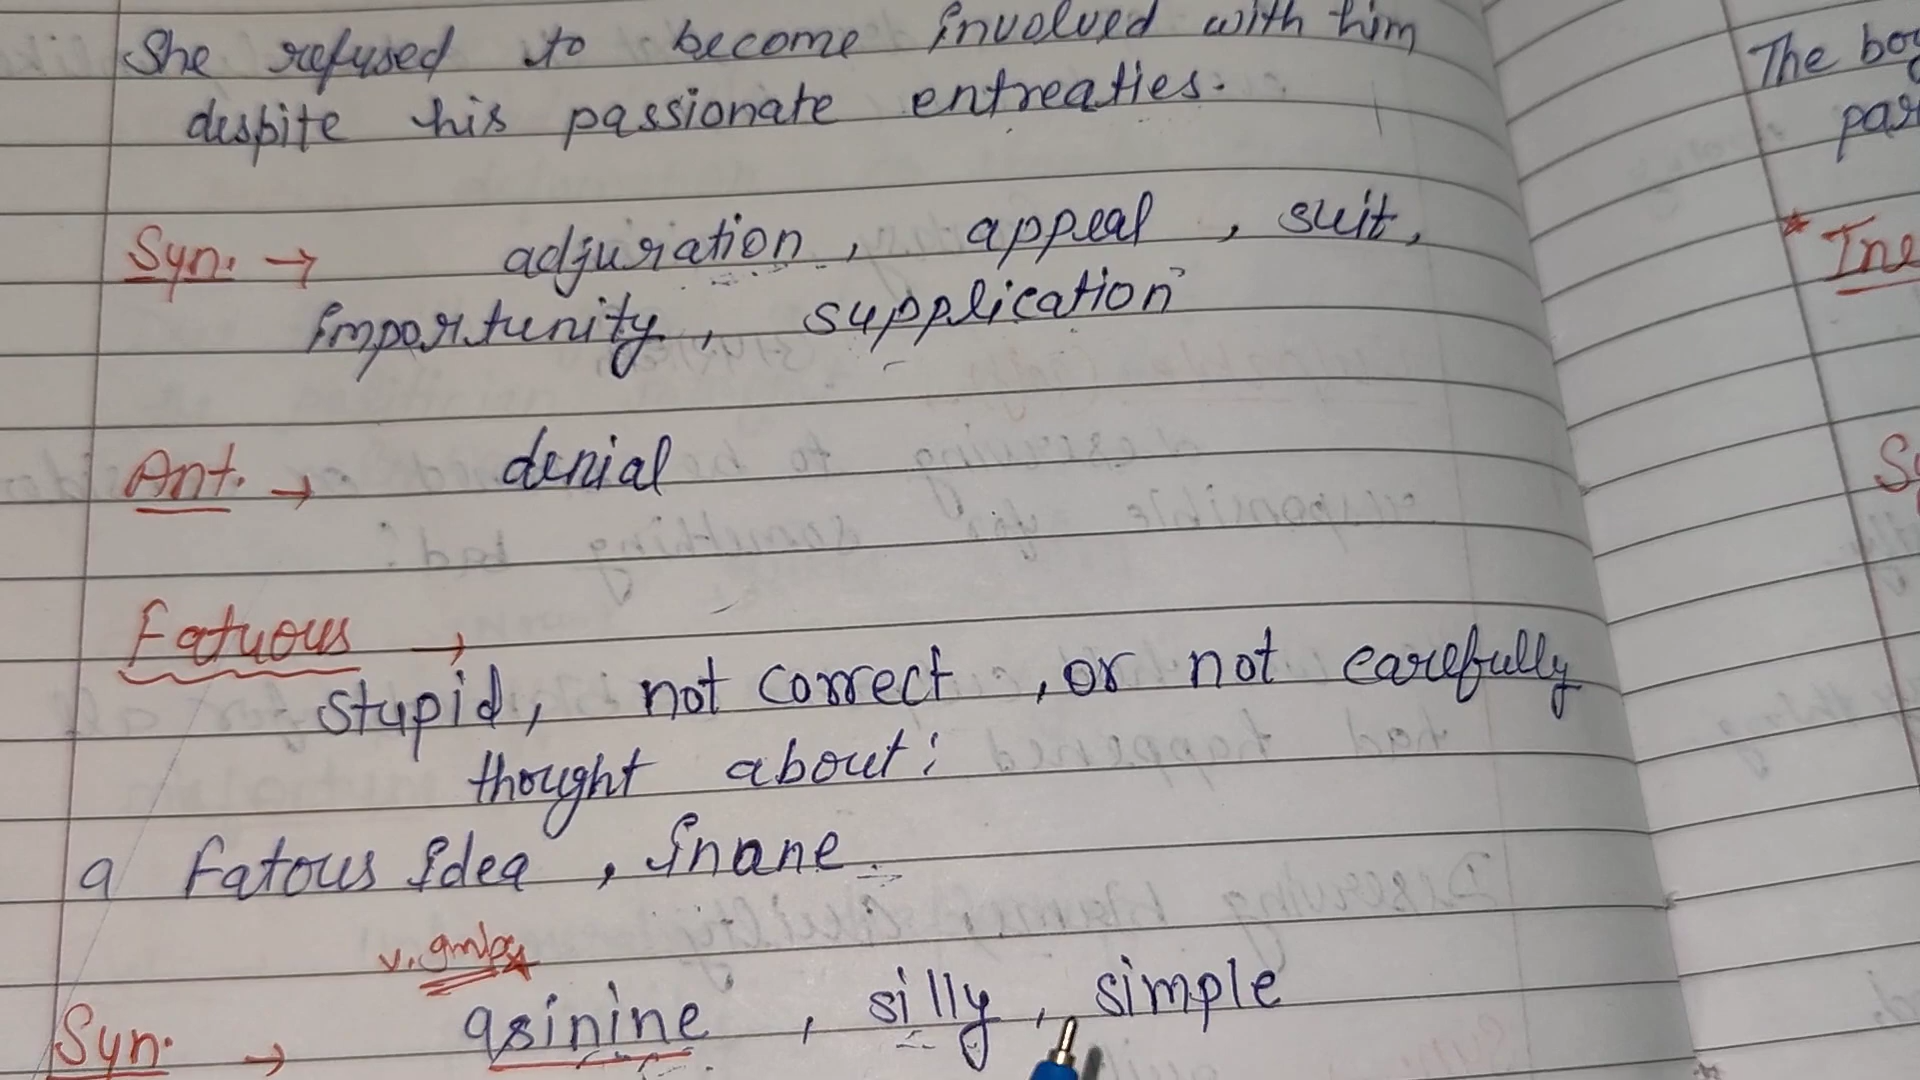 She refused to become involved with him
despite his passionate entreaties.
Syn. → adjuration, appeal, suit,
importunity, supplication
Ant. → denial
Fatuous →
stupid, not correct, or not carefully
thought about:
a Fatous idea, inane.
v. imp
Syn. → asinine, silly, simple
The boy
par
* Ine